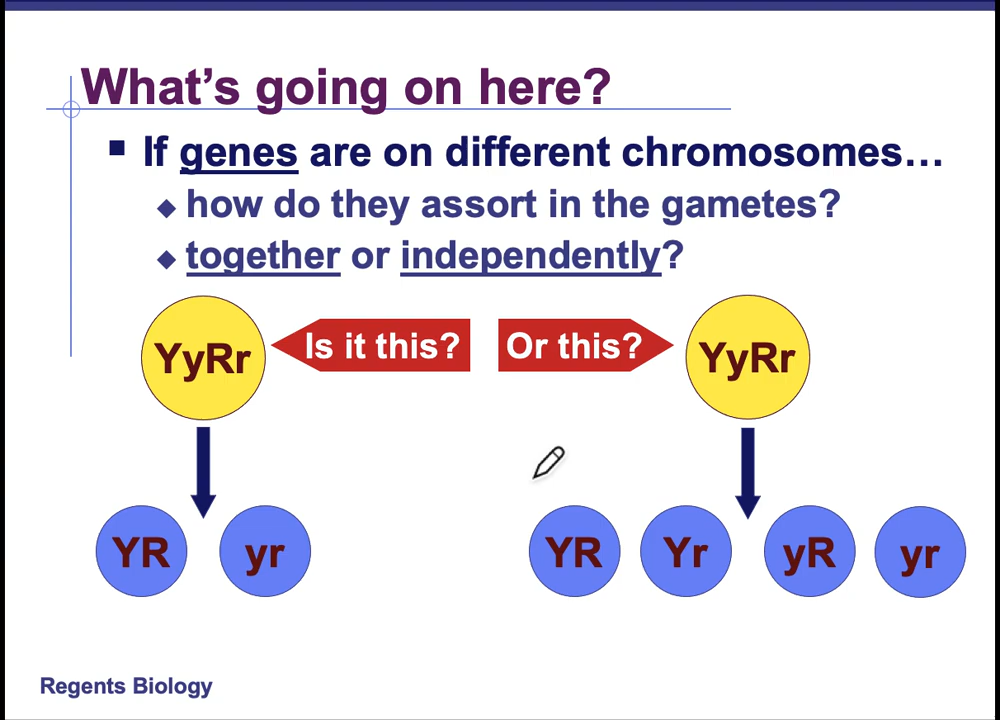 What’s going on here?
If genes are on different chromosomes…
how do they assort in the gametes?
together or independently?
YyRr
Is it this?
Or this?
YyRr
YR
yr
YR
Yr
yR
yr
Regents Biology